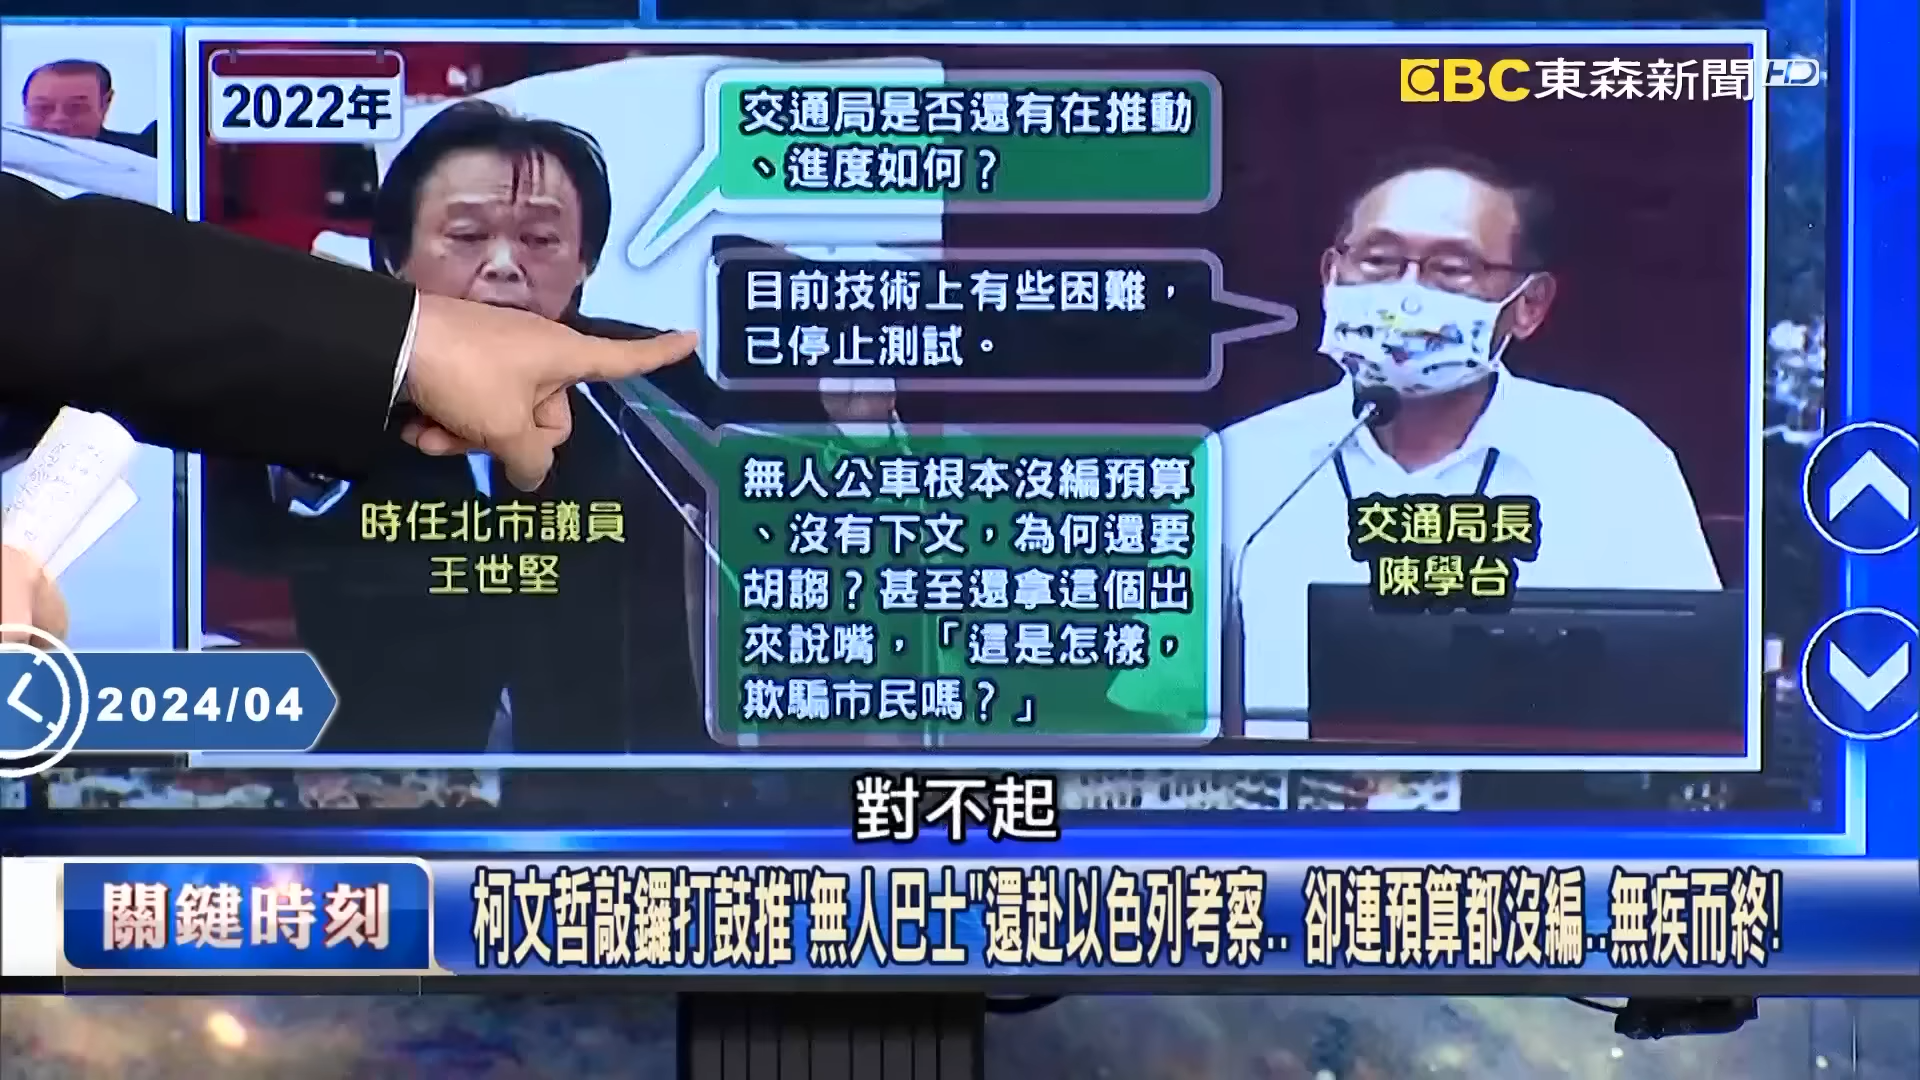 EBC東森新聞HD
2022年
交通局是否還有在推動
、進度如何？
目前技術上有些困難，
已停止測試。
無人公車根本沒編預算
、沒有下文，為何還要
胡謅？甚至還拿這個出
來說嘴，「這是怎樣，
欺騙市民嗎？」
時任北市議員
王世堅
交通局長
陳學台
2024/04
對不起
關鍵時刻
柯文哲敲鑼打鼓推"無人巴士"還赴以色列考察.. 卻連預算都沒編..無疾而終!